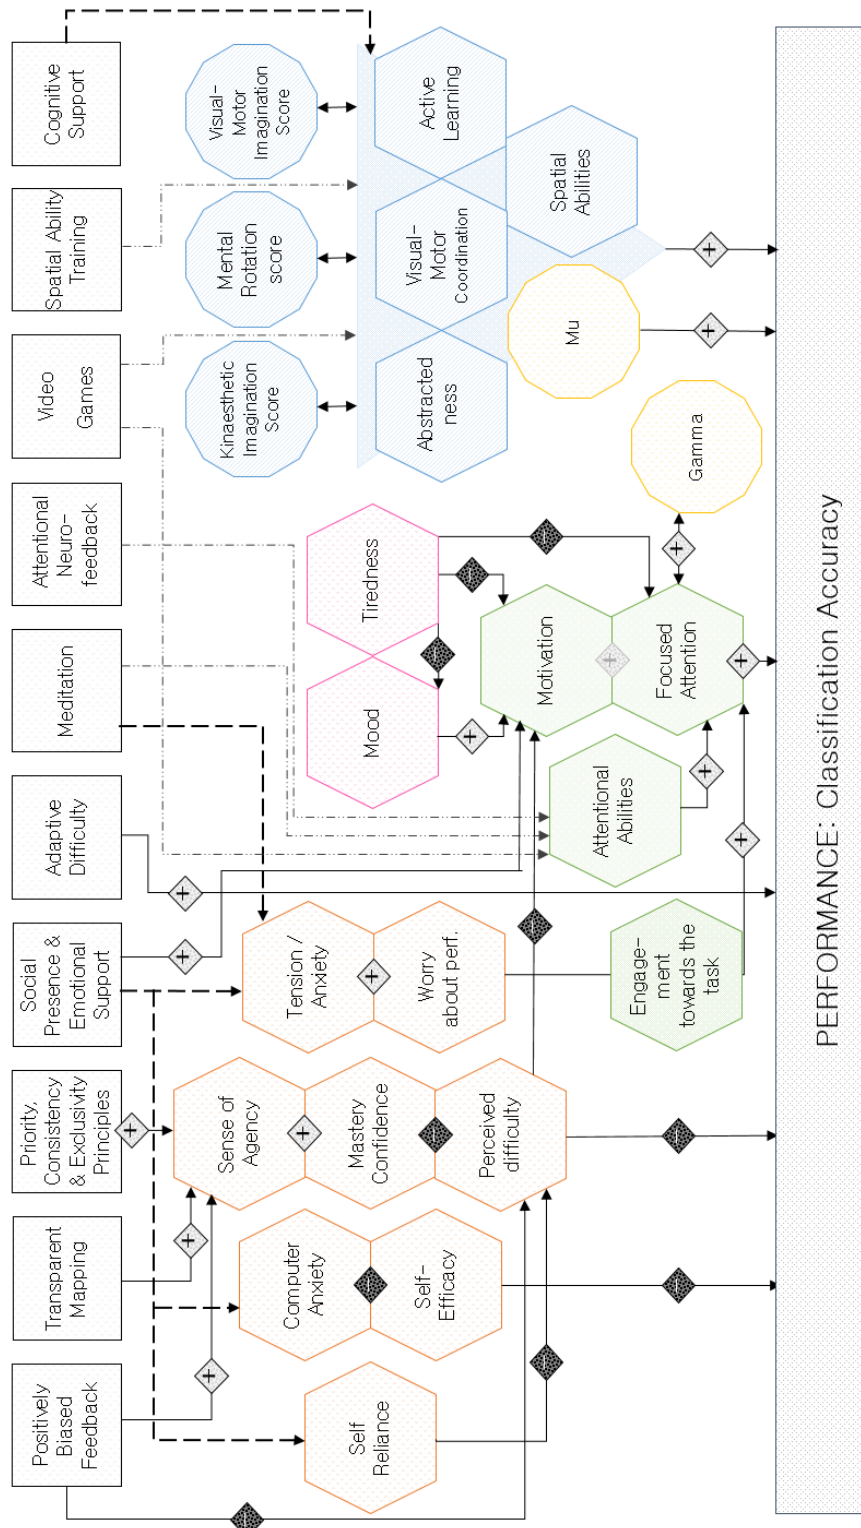 Positively
Biased
Feedback
Transparent
Mapping
Priority,
Consistency
& Exclusivity
Principles
Social
Presence &
Emotional
Support
Adaptive
Difficulty
Meditation
Attentional
Neuro-
feedback
Video
Games
Spatial Ability
Training
Cognitive
Support
Self
Reliance
Computer
Anxiety
Self-
Efficacy
Sense of
Agency
Mastery
Confidence
Perceived
difficulty
Tension /
Anxiety
Worry
about perf.
Engage-
ment
towards the
task
Attentional
Abilities
Mood
Tiredness
Motivation
Focused
Attention
Kinaesthetic
Imagination
Score
Mental
Rotation
score
Visual-
Motor
Imagination
Score
Abstracted
ness
Visual-
Motor
Coordination
Active
Learning
Spatial
Abilities
Mu
Gamma
PERFORMANCE: Classification Accuracy